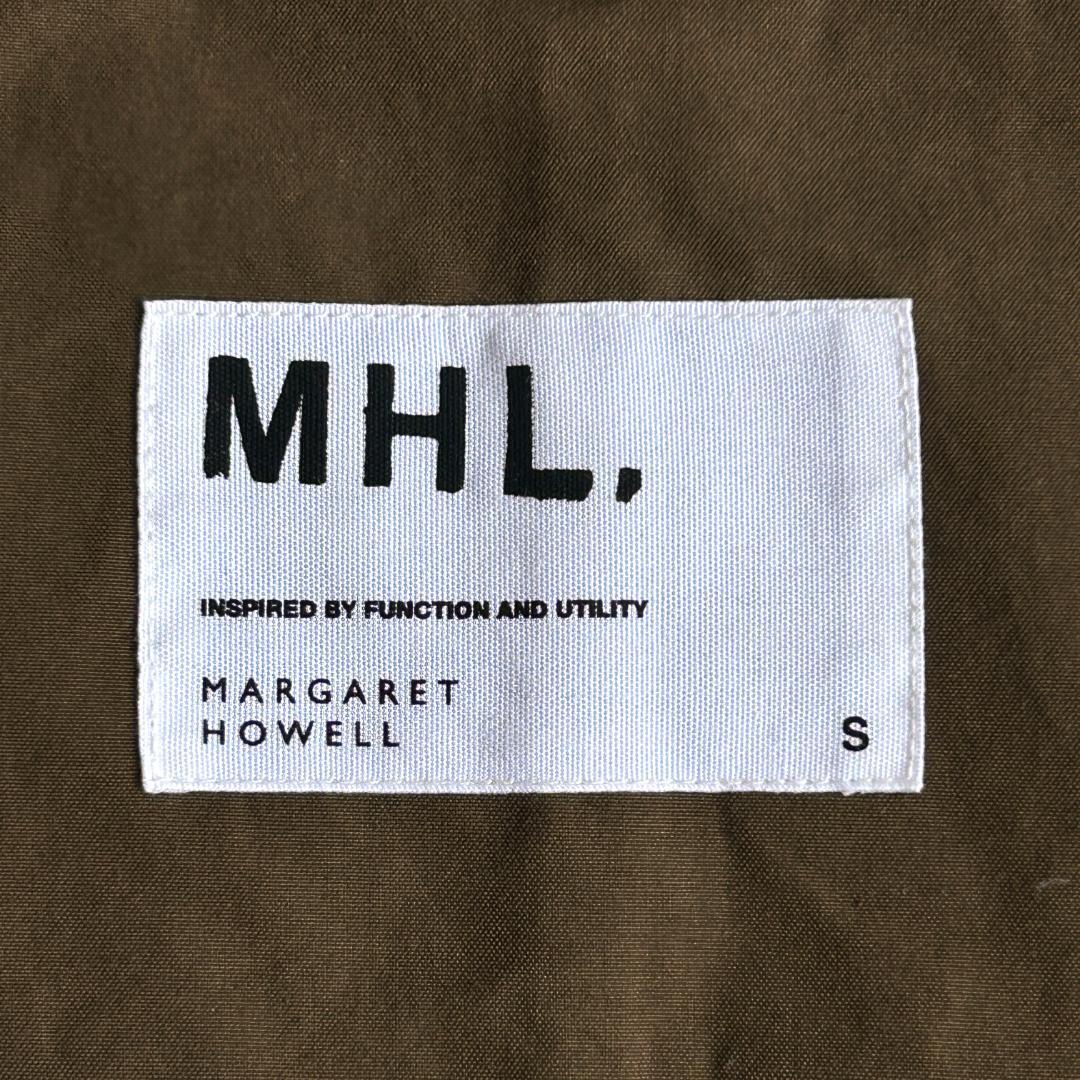 MHL.
INSPIRED BY FUNCTION AND UTILITY
MARGARET
HOWELL
S